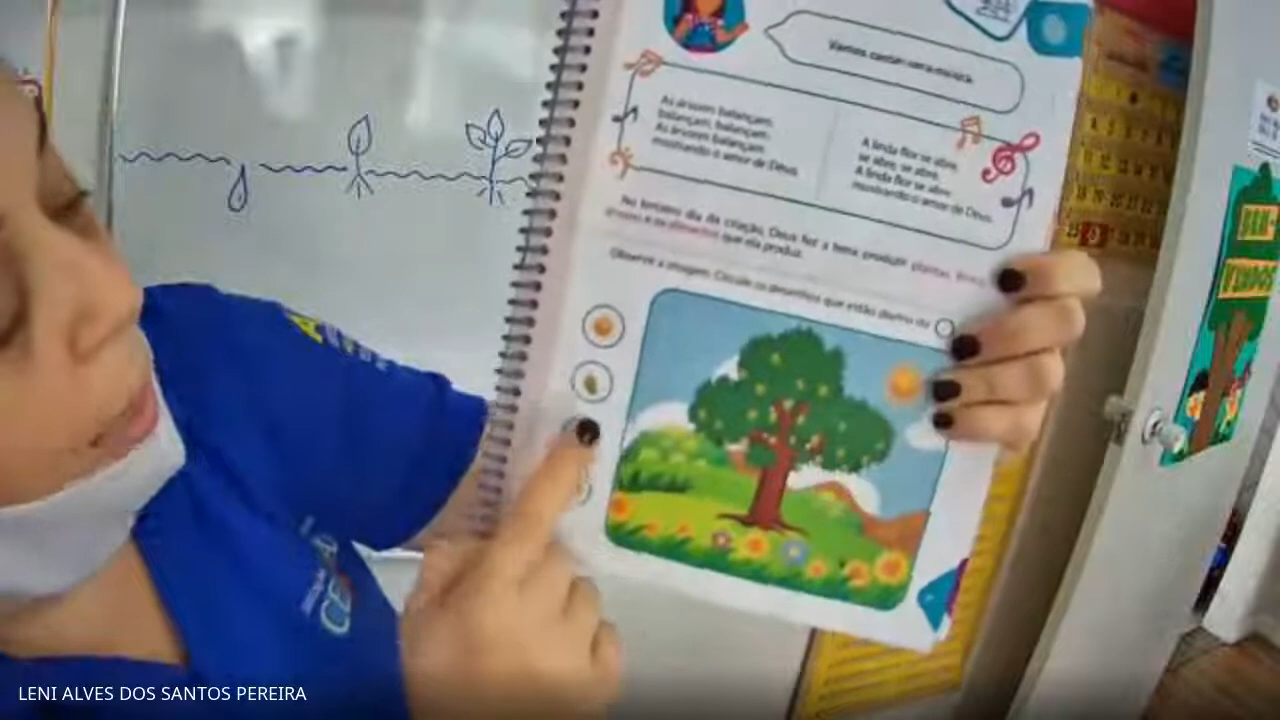 Vamos cantar uma música
As árvores balançam,
balançam, balançam.
As árvores balançam
mostrando o amor de Deus.
A linda flor se abre,
se abre, se abre.
A linda flor se abre
mostrando o amor de Deus.
No terceiro dia da criação, Deus fez a terra produzir plantas,
e os alimentos que ela produz.
Observe a imagem. Circule os desenhos que estão dentro do
BEM-
VINDOS
LENI ALVES DOS SANTOS PEREIRA